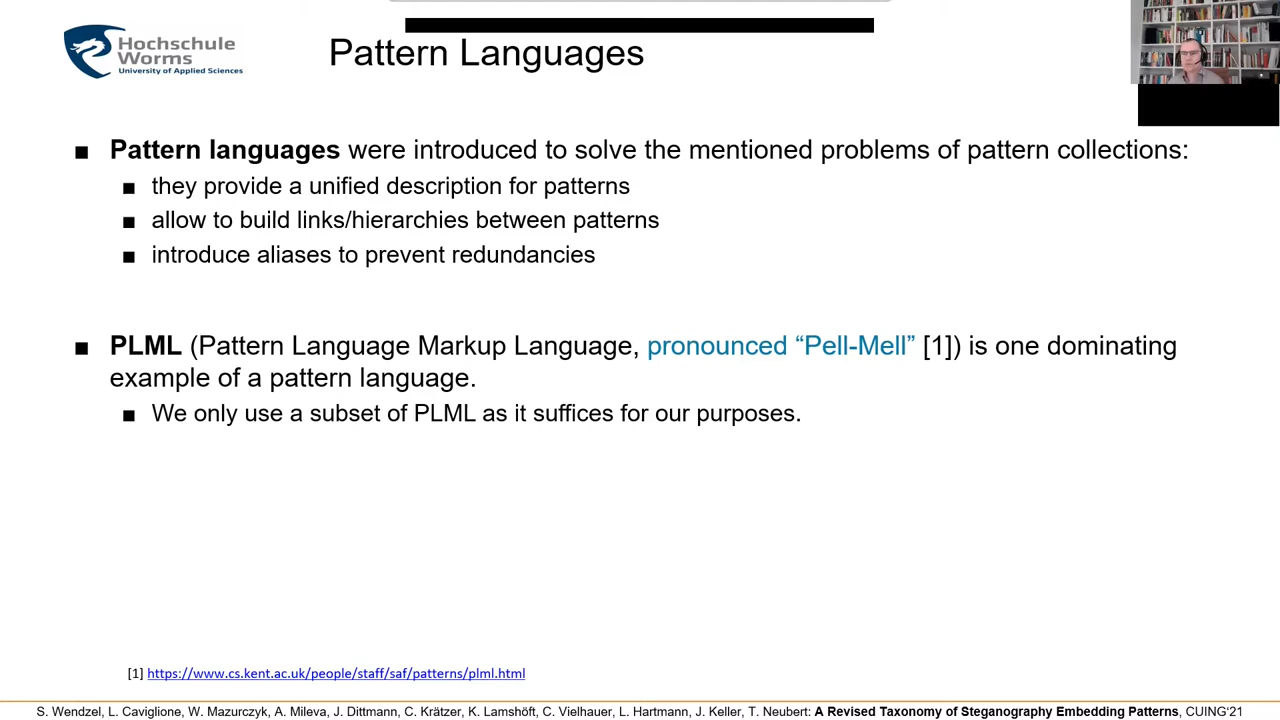 Hochschule
Worms
University of Applied Sciences
Pattern Languages
■ Pattern languages were introduced to solve the mentioned problems of pattern collections:
■ they provide a unified description for patterns
■ allow to build links/hierarchies between patterns
■ introduce aliases to prevent redundancies
■ PLML (Pattern Language Markup Language, pronounced “Pell-Mell” [1]) is one dominating
example of a pattern language.
■ We only use a subset of PLML as it suffices for our purposes.
[1] https://www.cs.kent.ac.uk/people/staff/saf/patterns/plml.html
S. Wendzel, L. Caviglione, W. Mazurczyk, A. Mileva, J. Dittmann, C. Krätzer, K. Lamshöft, C. Vielhauer, L. Hartmann, J. Keller, T. Neubert: A Revised Taxonomy of Steganography Embedding Patterns, CUING‘21